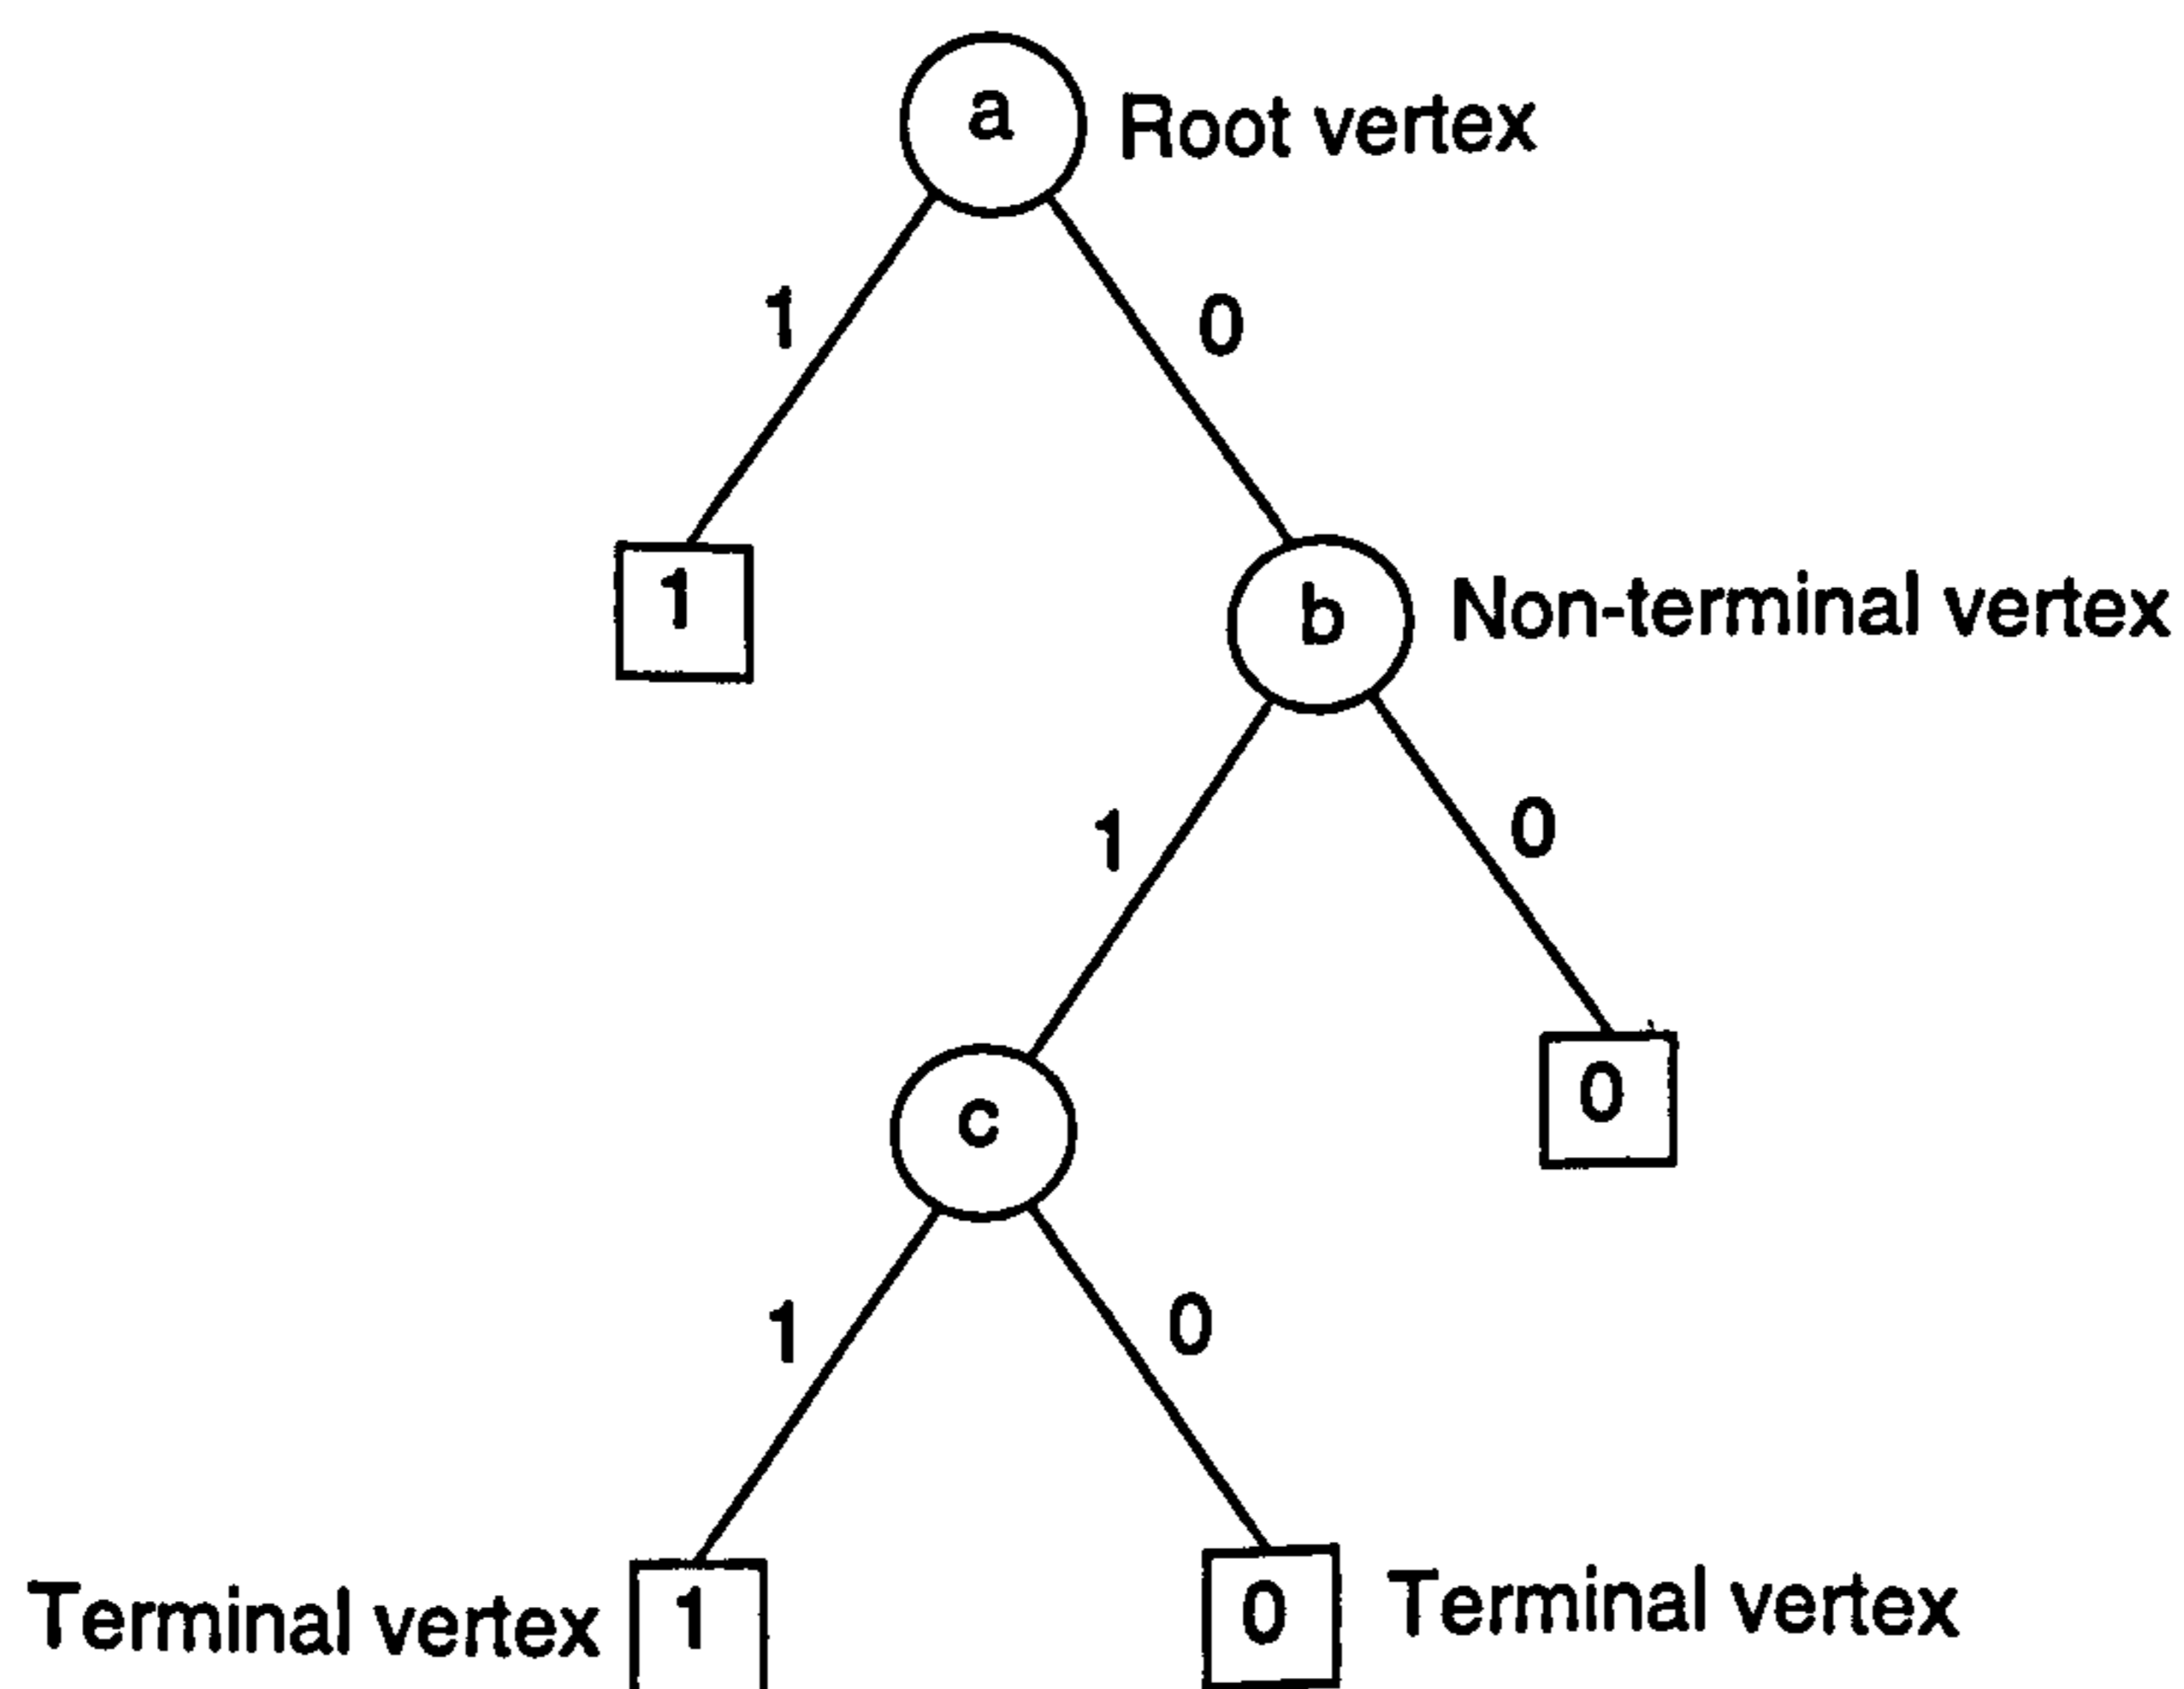 a Root vertex
1 0
1
b Non-terminal vertex
1 0
c
0
1 0
Terminal vertex 1
0 Terminal vertex